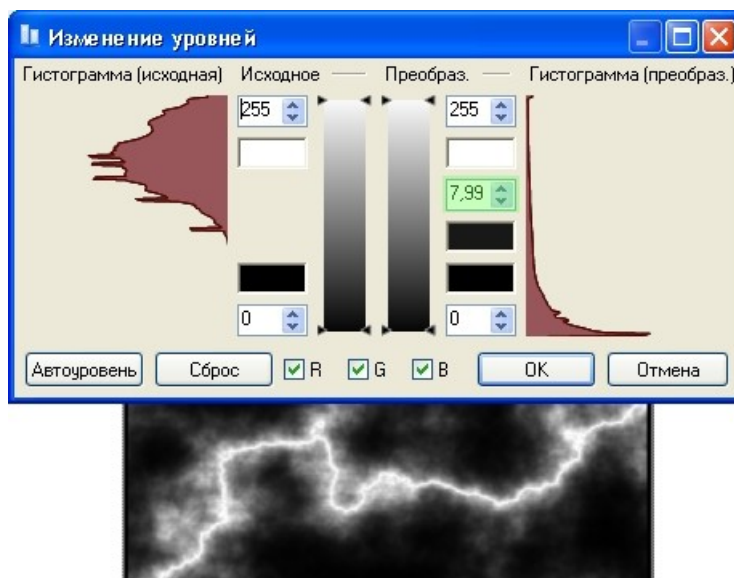 Изменение уровней
Гистограмма (исходная) Исходное Преобраз. Гистограмма (преобраз.)
255 255
7,99
0 0
Автоуровень Сброс R G B OK Отмена